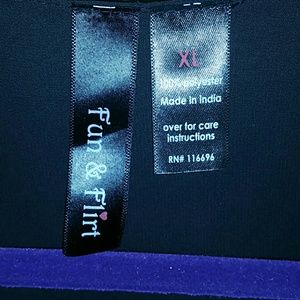 Fun & Flirt
XL
100% polyester
Made in India
over for care
instructions
RN# 116696